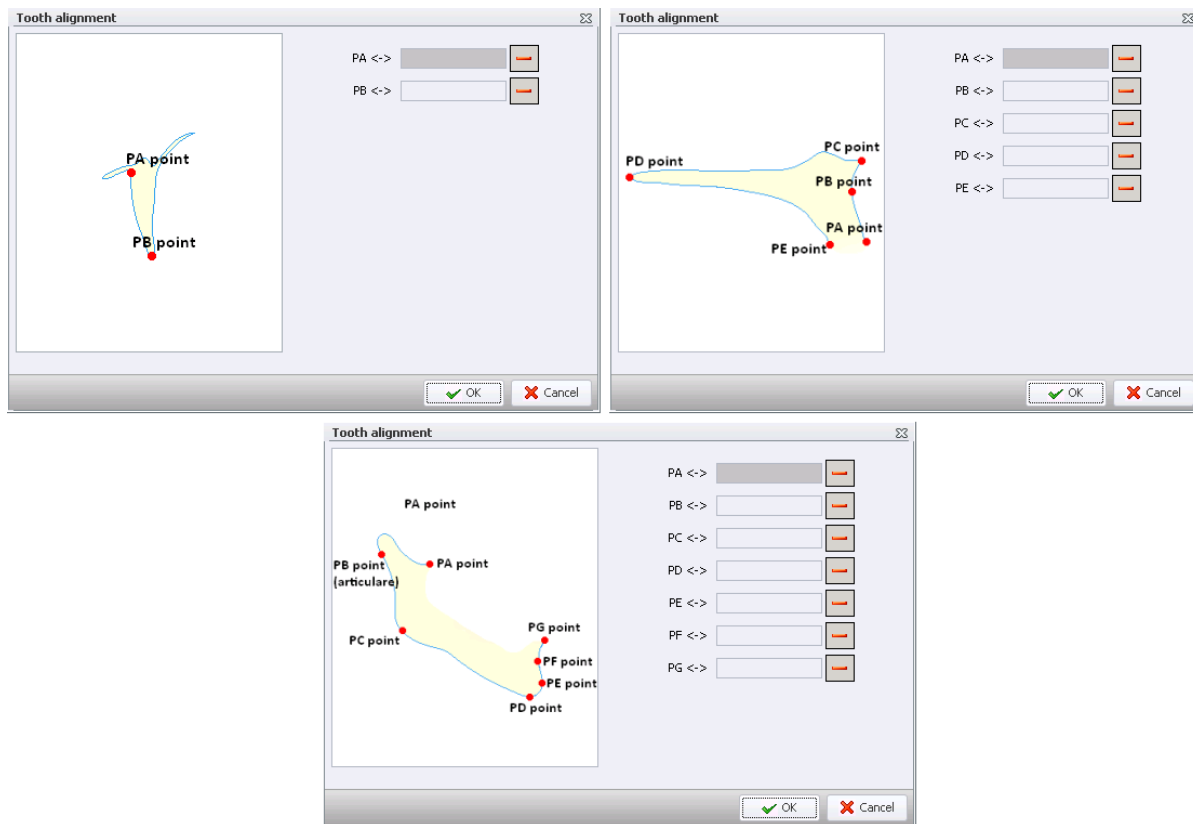 Tooth alignment
PA point
PB point
PA <->
PB <->
OK
Cancel
Tooth alignment
PD point
PC point
PB point
PA point
PE point
PA <->
PB <->
PC <->
PD <->
PE <->
OK
Cancel
Tooth alignment
PA point
PB point
(articulare)
PA point
PC point
PG point
PF point
PE point
PD point
PA <->
PB <->
PC <->
PD <->
PE <->
PF <->
PG <->
OK
Cancel